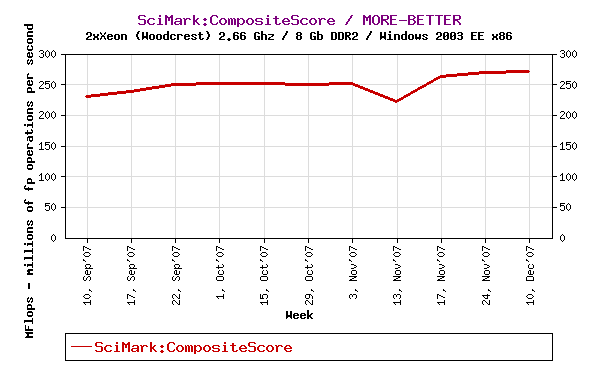 SciMark:CompositeScore / MORE-BETTER
2xXeon (Woodcrest) 2.66 Ghz / 8 Gb DDR2 / Windows 2003 EE x86
MFlops - millions of fp operations per second
300
250
200
150
100
50
0
300
250
200
150
100
50
0
10, Sep'07
17, Sep'07
22, Sep'07
1, Oct'07
15, Oct'07
29, Oct'07
3, Nov'07
13, Nov'07
17, Nov'07
24, Nov'07
10, Dec'07
Week
SciMark:CompositeScore